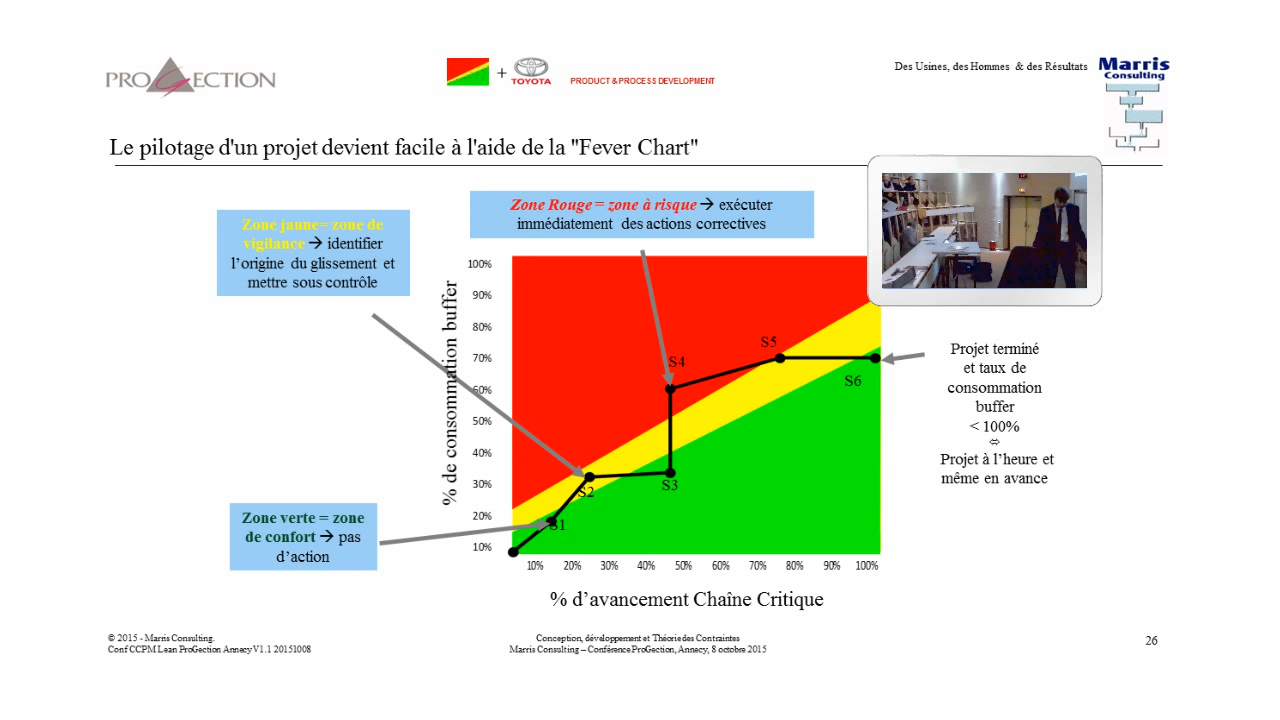 PROGECTION
+
TOYOTA
PRODUCT & PROCESS DEVELOPMENT
Des Usines, des Hommes & des Résultats
Marris
Consulting
Le pilotage d'un projet devient facile à l'aide de la "Fever Chart"
Zone jaune= zone de
vigilance → identifier
l'origine du glissement et
mettre sous contrôle
Zone Rouge = zone à risque → exécuter
immédiatement des actions correctives
Zone verte = zone
de confort → pas
d'action
% de consommation buffer
100%
90%
80%
70%
60%
50%
40%
30%
20%
10%
S1
S2
S3
S4
S5
S6
10% 20% 30% 40% 50% 60% 70% 80% 90% 100%
% d'avancement Chaîne Critique
Projet terminé
et taux de
consommation
buffer
< 100%
⇔
Projet à l'heure et
même en avance
© 2015 - Marris Consulting.
Conf CCPM Lean ProGection Annecy V1.1 20151008
Conception, développement et Théorie des Contraintes
Marris Consulting – Conférence ProGection, Annecy, 8 octobre 2015
26